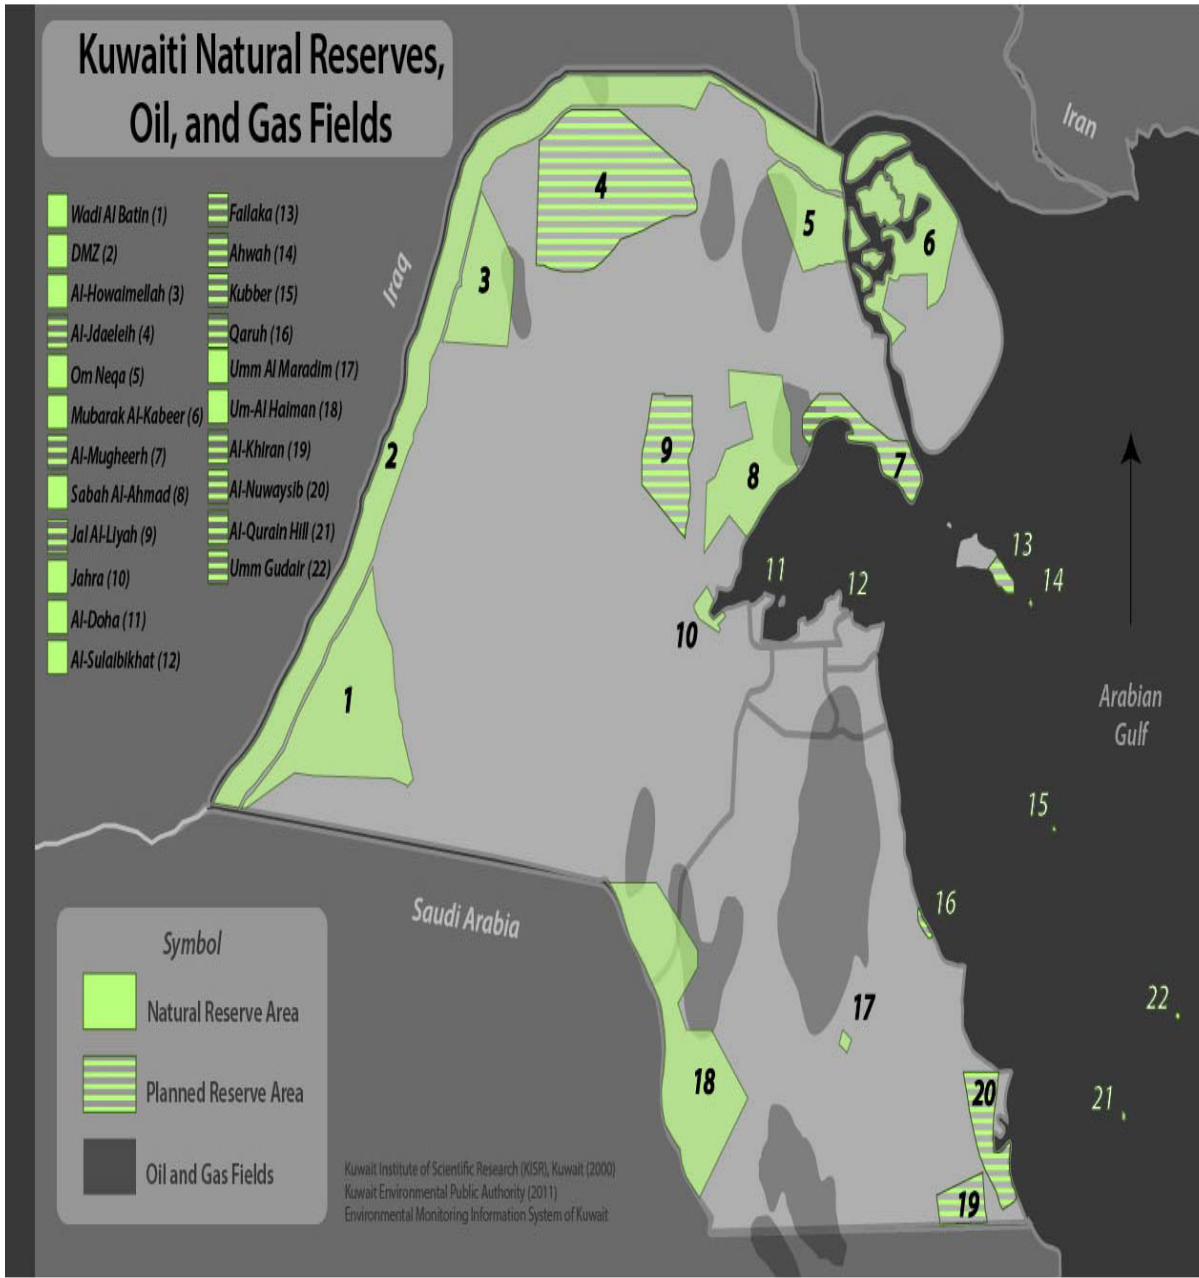 Kuwaiti Natural Reserves,
Oil, and Gas Fields
Wadi Al Batin (1)
DMZ (2)
Al-Howaimellah (3)
Al-Jdaeleih (4)
Om Neqa (5)
Mubarak Al-Kabeer (6)
Al-Mugheerh (7)
Sabah Al-Ahmad (8)
Jal Al-Liyah (9)
Jahra (10)
Al-Doha (11)
Al-Sulaibikhat (12)
Failaka (13)
Ahwah (14)
Kubber (15)
Qaruh (16)
Umm Al Maradim (17)
Um-Al Haiman (18)
Al-Khiran (19)
Al-Nuwaysib (20)
Al-Qurain Hill (21)
Umm Gudair (22)
Iran
Iraq
4
5
6
3
2
9
8
7
13
14
11
12
10
1
Arabian
Gulf
15
16
Saudi Arabia
22
17
18
20
21
19
Symbol
Natural Reserve Area
Planned Reserve Area
Oil and Gas Fields
Kuwait Institute of Scientific Research (KISR), Kuwait (2000)
Kuwait Environmental Public Authority (2011)
Environmental Monitoring Information System of Kuwait